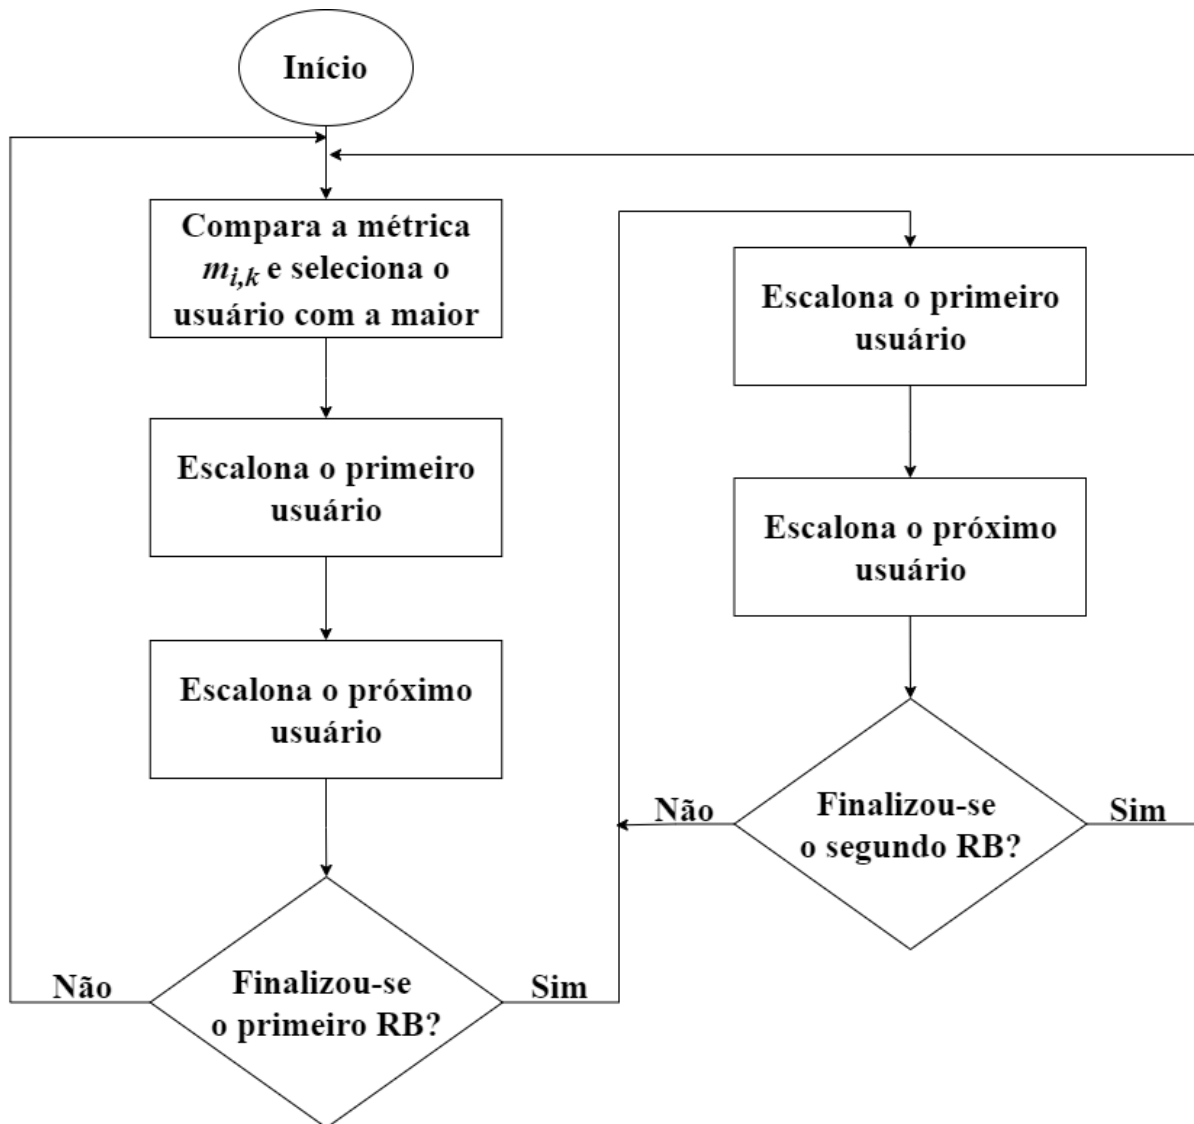 Início
Compara a métrica
m_{i,k} e seleciona o
usuário com a maior
Escalona o primeiro
usuário
Escalona o próximo
usuário
Finalizou-se
o primeiro RB?
Não
Sim
Escalona o primeiro
usuário
Escalona o próximo
usuário
Finalizou-se
o segundo RB?
Não
Sim